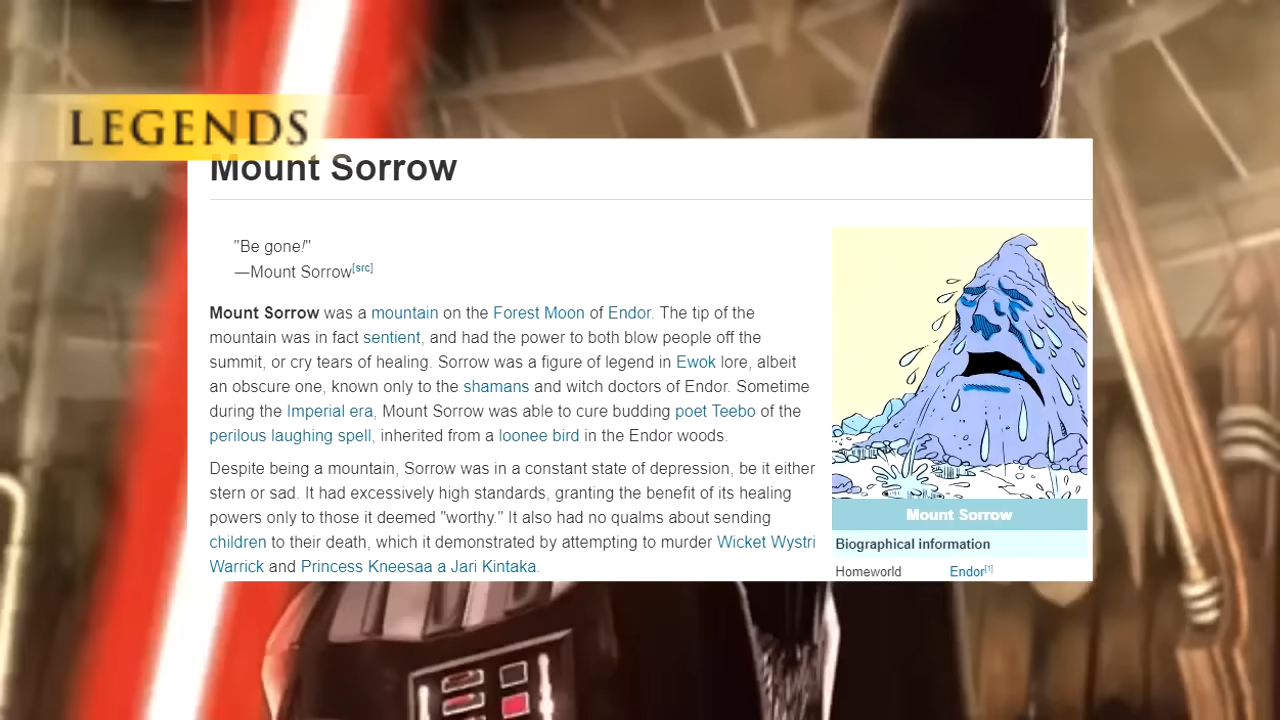 LEGENDS
Mount Sorrow
"Be gone!"
—Mount Sorrow[src]
Mount Sorrow was a mountain on the Forest Moon of Endor. The tip of the
mountain was in fact sentient, and had the power to both blow people off the
summit, or cry tears of healing. Sorrow was a figure of legend in Ewok lore, albeit
an obscure one, known only to the shamans and witch doctors of Endor. Sometime
during the Imperial era, Mount Sorrow was able to cure budding poet Teebo of the
perilous laughing spell, inherited from a loonee bird in the Endor woods.
Despite being a mountain, Sorrow was in a constant state of depression, be it either
stern or sad. It had excessively high standards, granting the benefit of its healing
powers only to those it deemed "worthy." It also had no qualms about sending
children to their death, which it demonstrated by attempting to murder Wicket Wystri
Warrick and Princess Kneesaa a Jari Kintaka.
Mount Sorrow
Biographical information
Homeworld Endor[1]